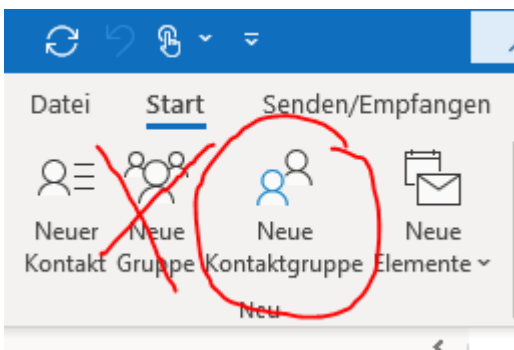 Datei Start Senden/Empfangen
Neuer Neue Neue Neue
Kontakt Gruppe Kontaktgruppe Elemente
Neu